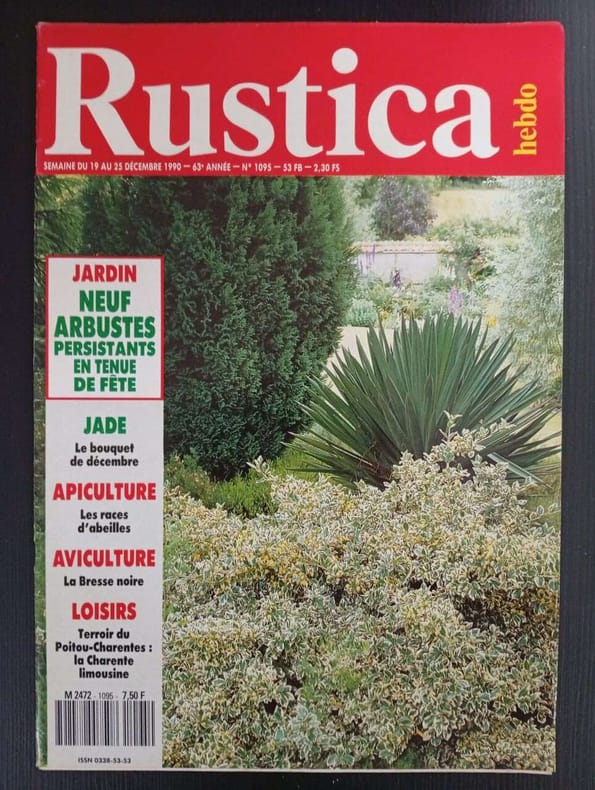 Rustica
hebdo
SEMAINE DU 19 AU 25 DÉCEMBRE 1990 — 63e ANNÉE — N° 1095 — 53 FB — 2,30 FS
JARDIN
NEUF
ARBUSTES
PERSISTANTS
EN TENUE
DE FÊTE
JADE
Le bouquet
de décembre
APICULTURE
Les races
d'abeilles
AVICULTURE
La Bresse noire
LOISIRS
Terroir du
Poitou-Charentes :
la Charente
limousine
M 2472 - 1095 - 7,50 F
ISSN 0338-53-53